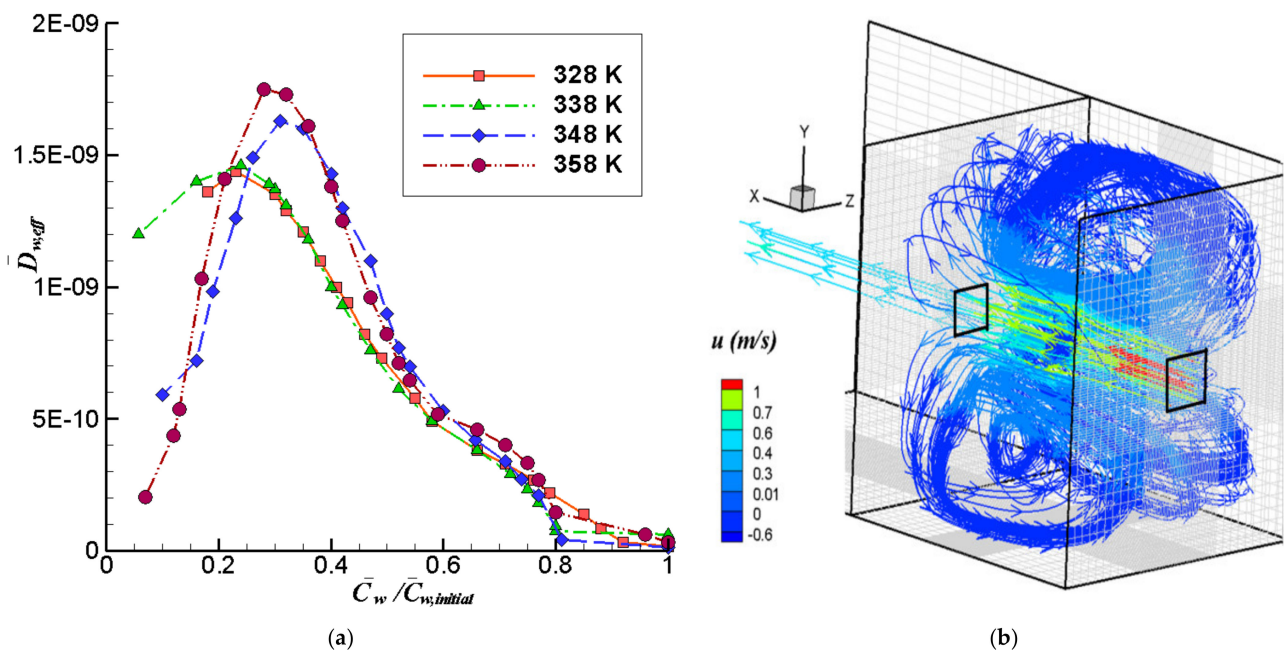 2E-09
1.5E-09
1E-09
5E-10
0
D̄w,eff
328 K
338 K
348 K
358 K
0 0.2 0.4 0.6 0.8 1
C̄w /C̄w,initial
(a)
Y
X Z
u (m/s)
1
0.7
0.6
0.4
0.3
0.01
0
-0.6
(b)